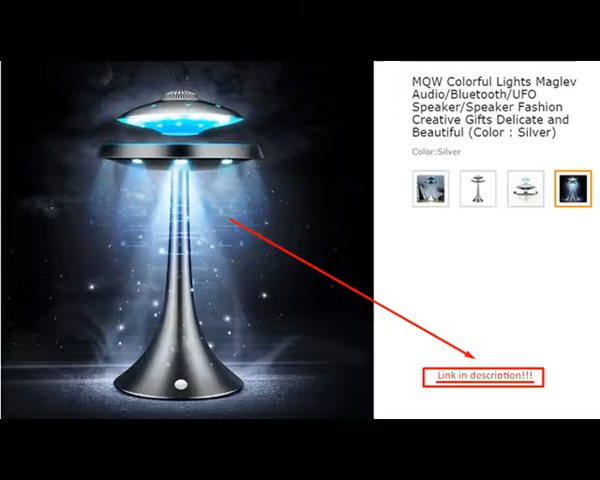 MQW Colorful Lights Maglev
Audio/Bluetooth/UFO
Speaker/Speaker Fashion
Creative Gifts Delicate and
Beautiful (Color : Silver)
Color:Silver
Link in description!!!